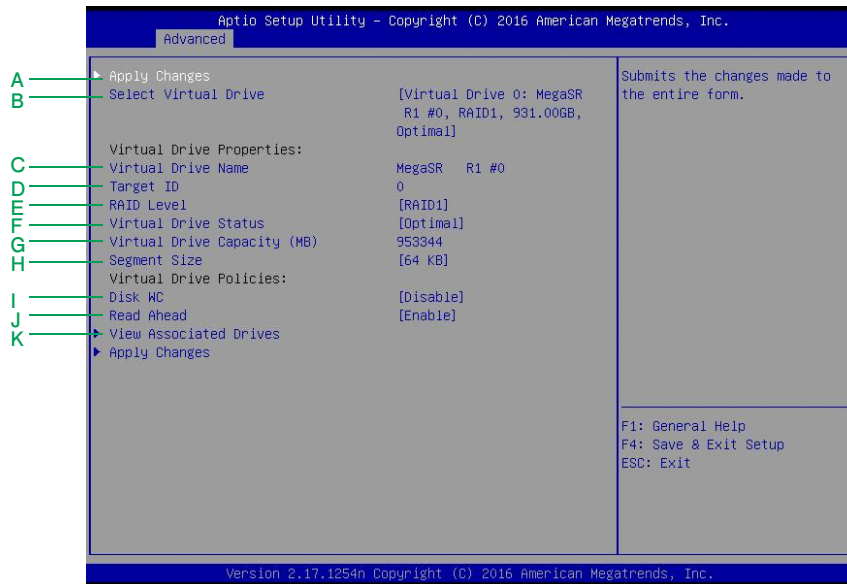 Aptio Setup Utility – Copyright (C) 2016 American Megatrends, Inc.
Advanced
A Apply Changes
B Select Virtual Drive [Virtual Drive 0: MegaSR
R1 #0, RAID1, 931.00GB,
Optimal]
Virtual Drive Properties:
C Virtual Drive Name MegaSR R1 #0
D Target ID 0
E RAID Level [RAID1]
F Virtual Drive Status [Optimal]
G Virtual Drive Capacity (MB) 953344
H Segment Size [64 KB]
Virtual Drive Policies:
I Disk WC [Disable]
J Read Ahead [Enable]
K View Associated Drives
Apply Changes
Submits the changes made to
the entire form.
F1: General Help
F4: Save & Exit Setup
ESC: Exit
Version 2.17.1254n Copyright (C) 2016 American Megatrends, Inc.